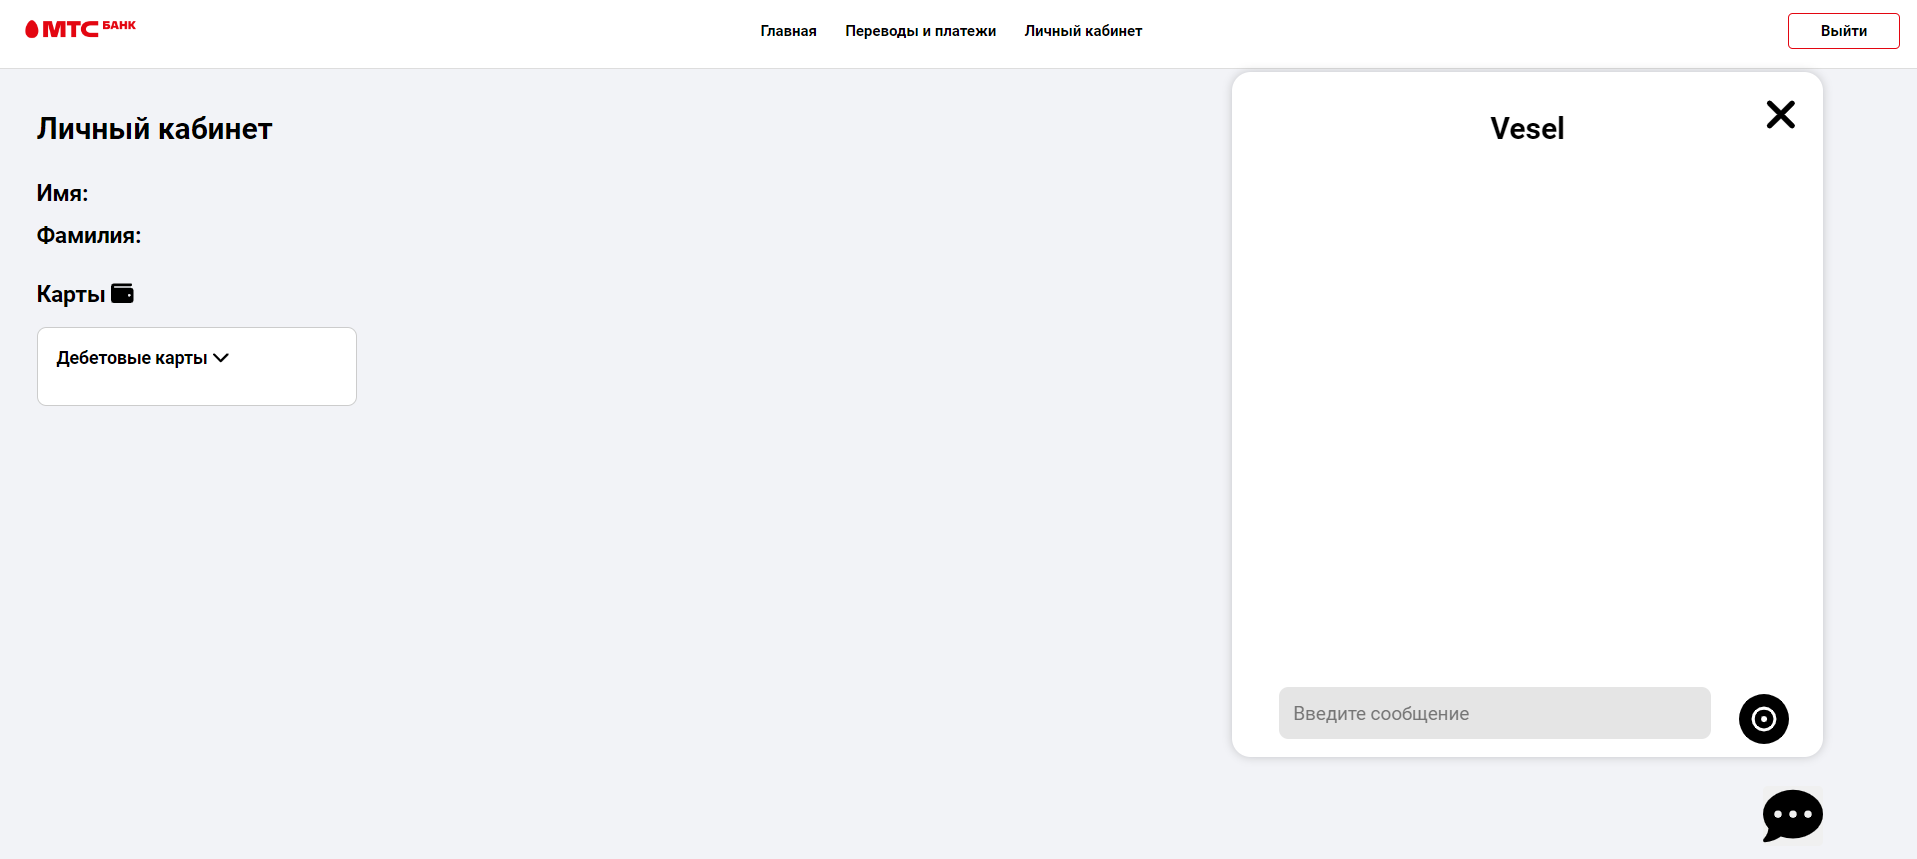 МТС БАНК
Главная Переводы и платежи Личный кабинет
Выйти
Личный кабинет
Имя:
Фамилия:
Карты
Дебетовые карты
Vesel
Введите сообщение